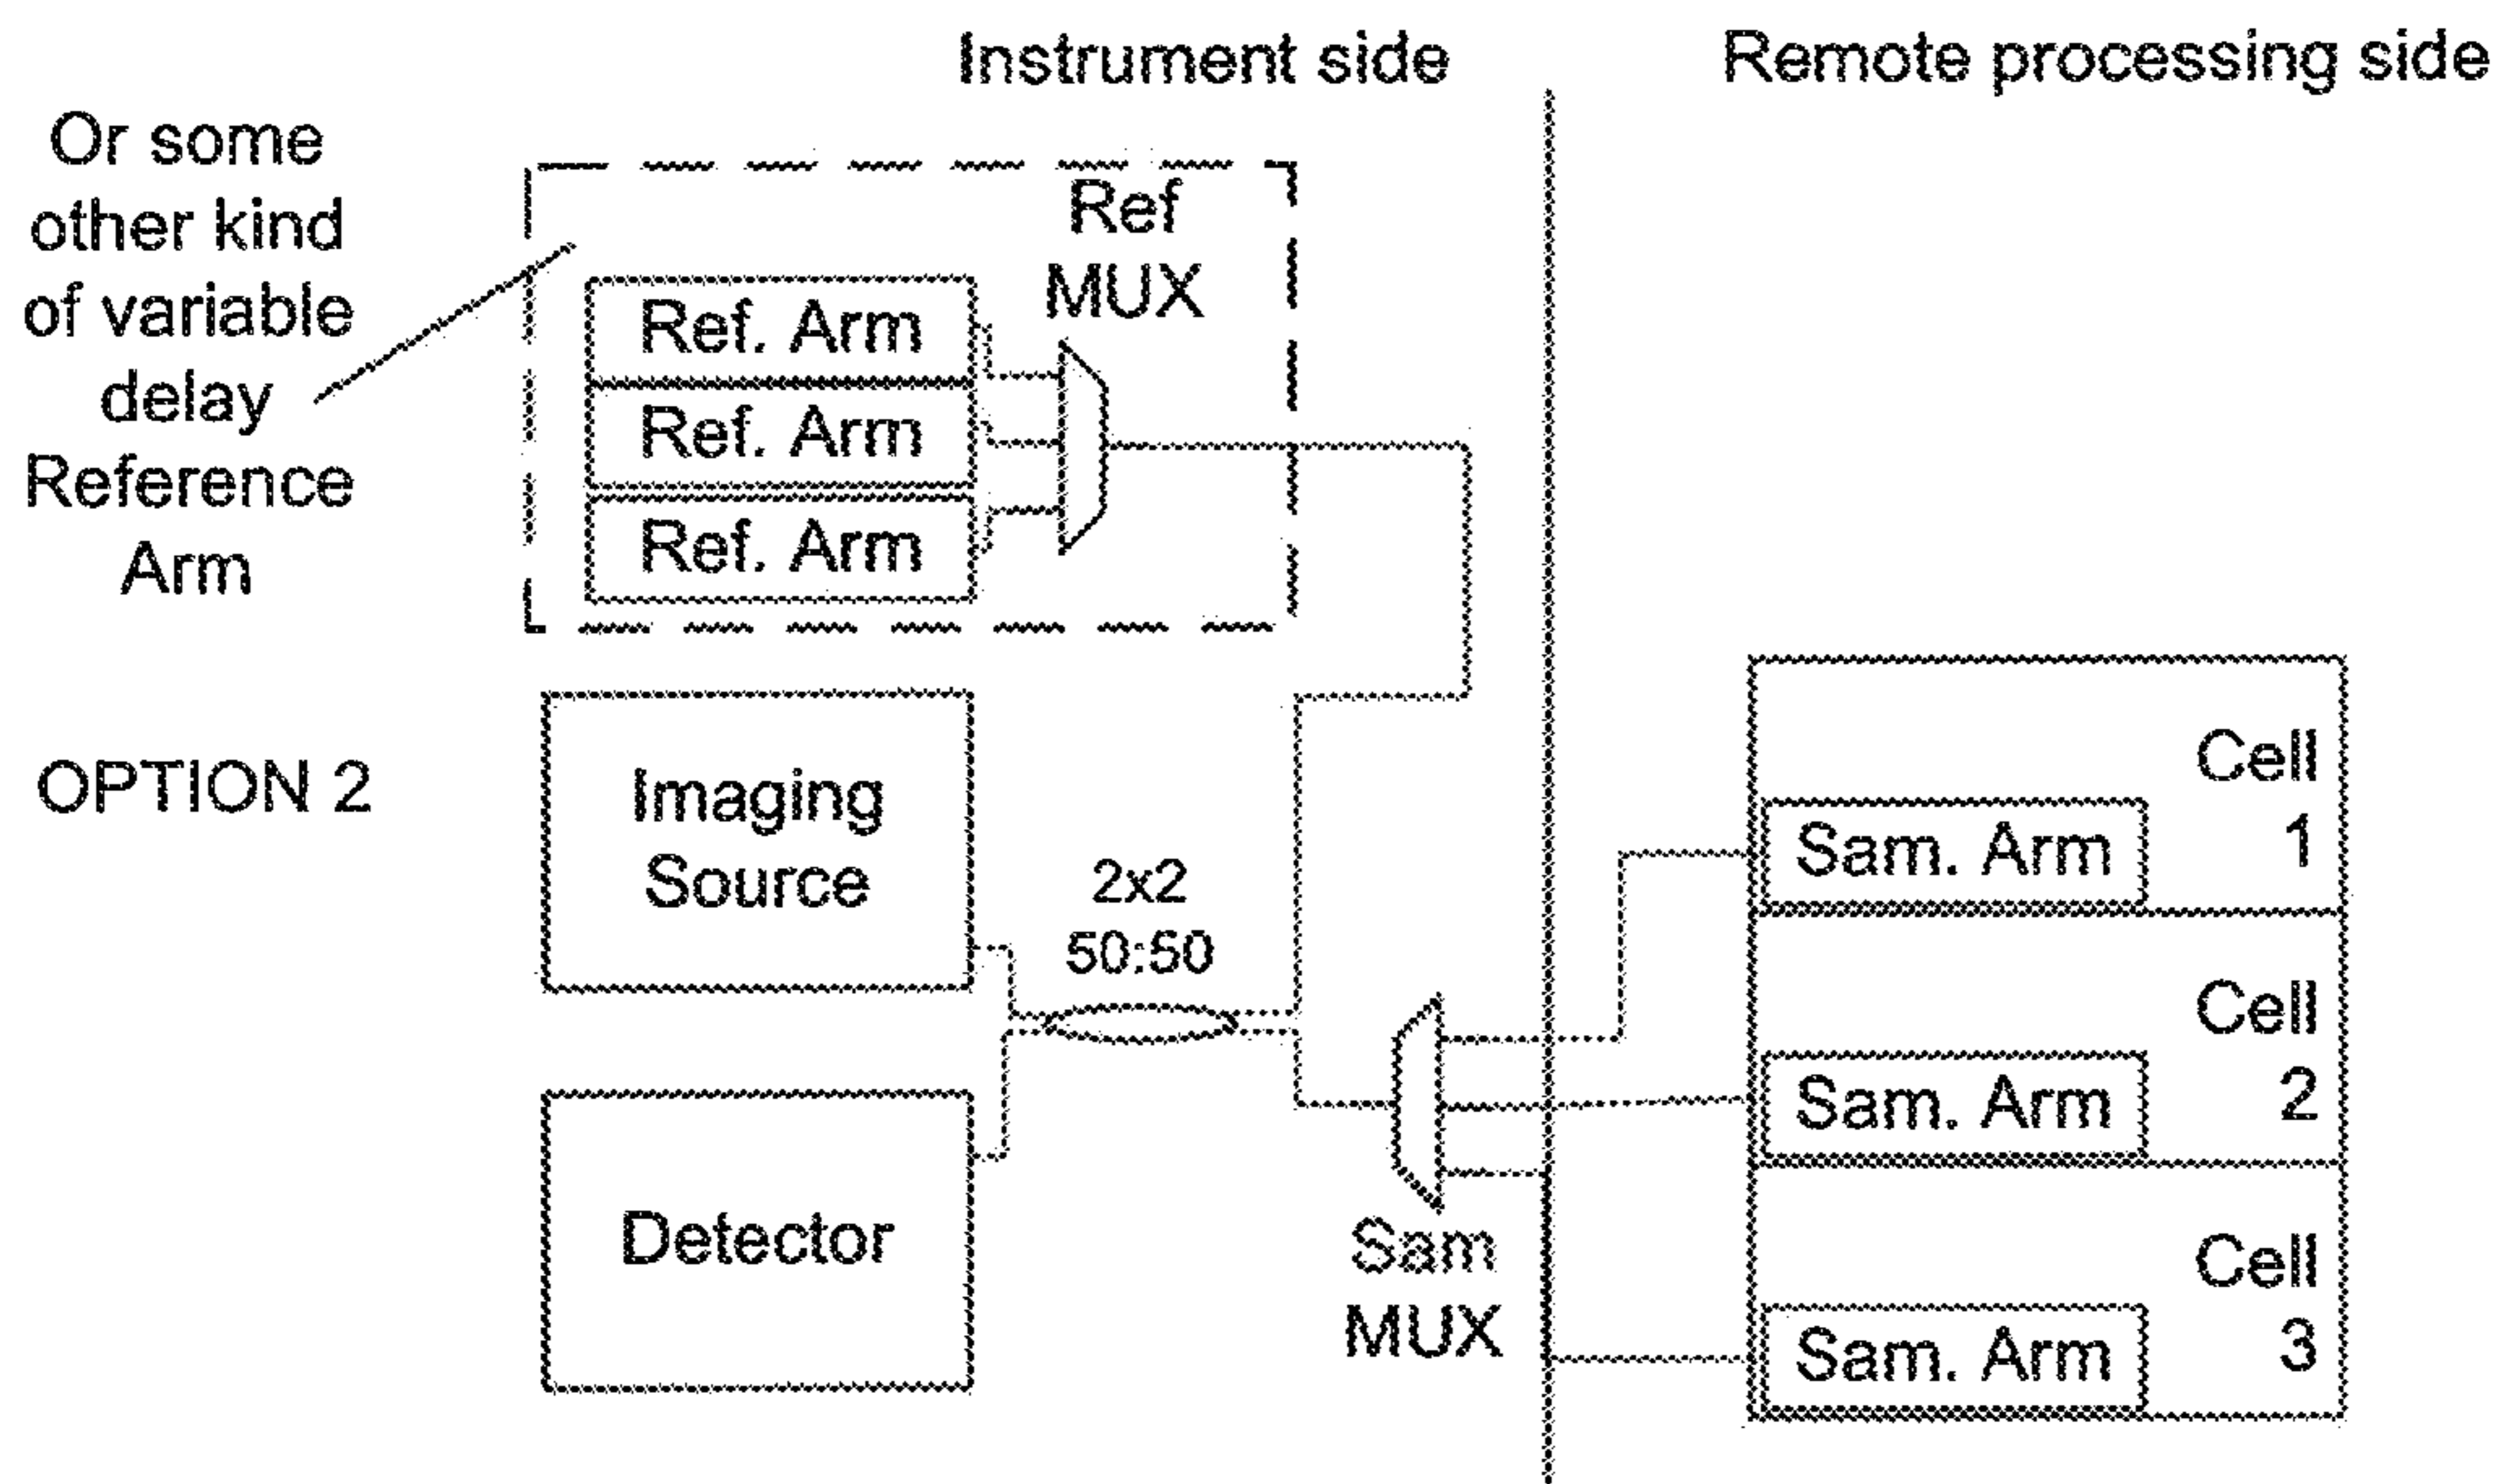 Instrument side
Remote processing side
Or some
other kind
of variable
delay
Reference
Arm
Ref
MUX
Ref. Arm
Ref. Arm
Ref. Arm
OPTION 2
Imaging
Source
2x2
50:50
Detector
Sam
MUX
Cell
1
Sam. Arm
Cell
2
Sam. Arm
Cell
3
Sam. Arm